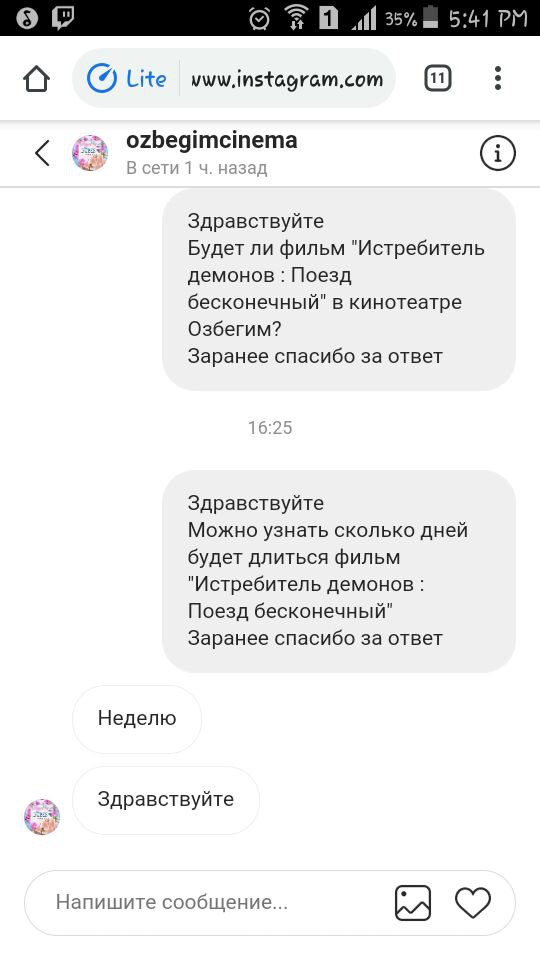 35% 5:41 PM
Lite www.instagram.com 11
ozbegimcinema
В сети 1 ч. назад
Здравствуйте
Будет ли фильм "Истребитель
демонов : Поезд
бесконечный" в кинотеатре
Озбегим?
Заранее спасибо за ответ
16:25
Здравствуйте
Можно узнать сколько дней
будет длиться фильм
"Истребитель демонов :
Поезд бесконечный"
Заранее спасибо за ответ
Неделю
Здравствуйте
Напишите сообщение...